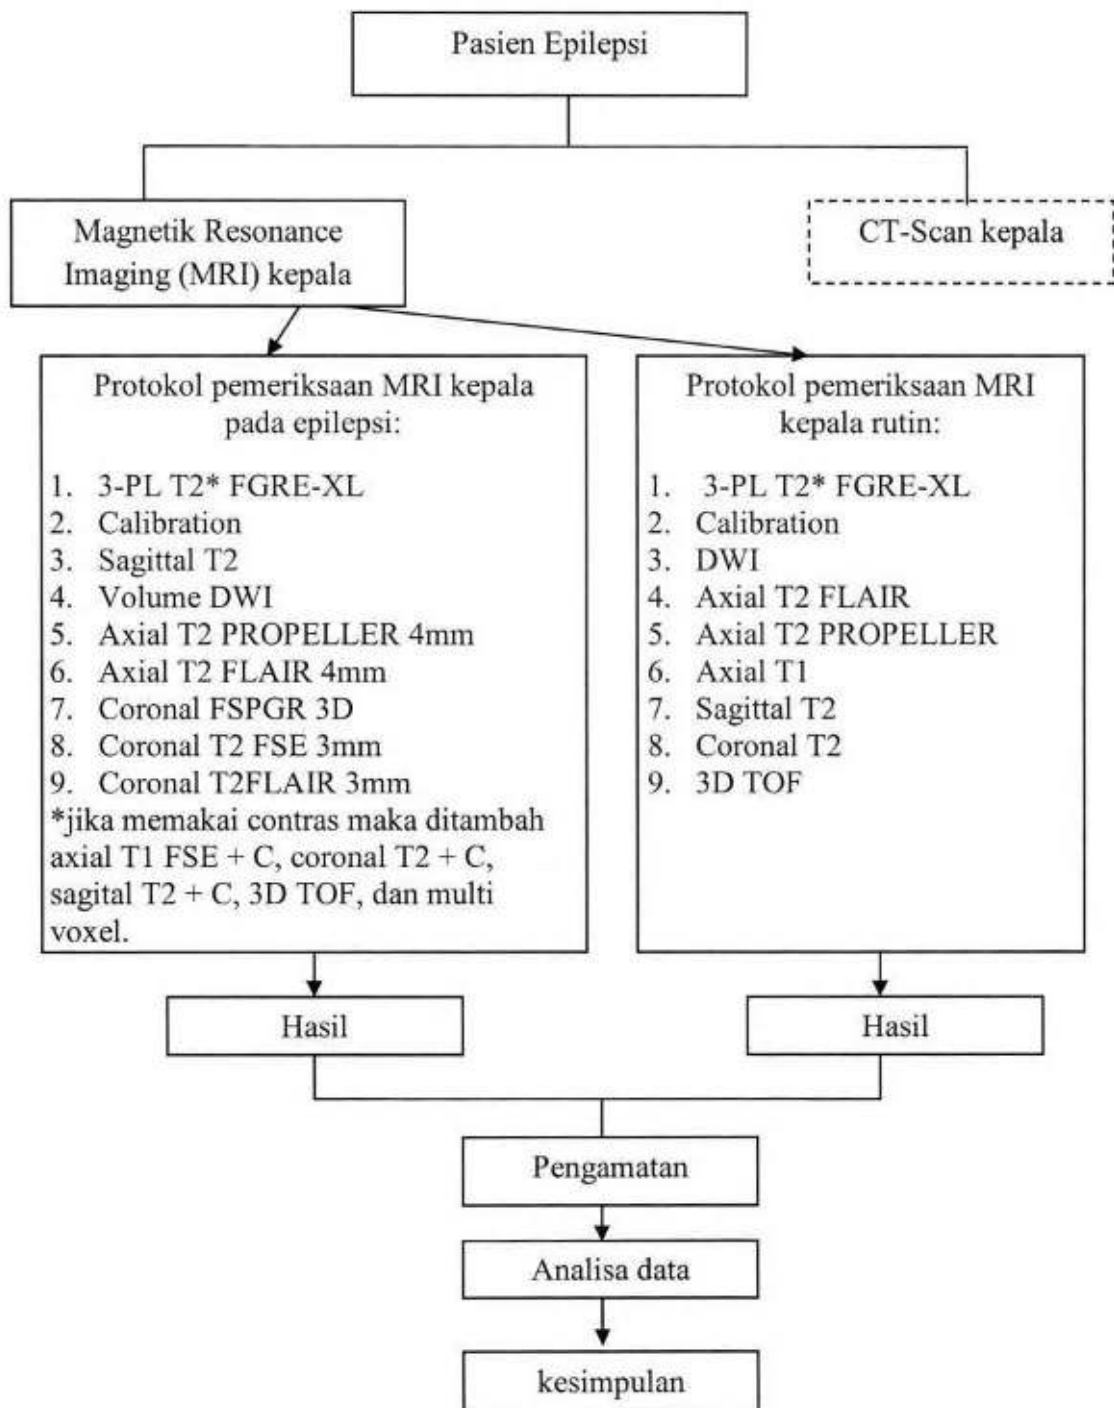 Pasien Epilepsi
Magnetik Resonance
Imaging (MRI) kepala
CT-Scan kepala
Protokol pemeriksaan MRI kepala
pada epilepsi:
1. 3-PL T2* FGRE-XL
2. Calibration
3. Sagittal T2
4. Volume DWI
5. Axial T2 PROPELLER 4mm
6. Axial T2 FLAIR 4mm
7. Coronal FSPGR 3D
8. Coronal T2 FSE 3mm
9. Coronal T2FLAIR 3mm
*jika memakai contras maka ditambah
axial T1 FSE + C, coronal T2 + C,
sagital T2 + C, 3D TOF, dan multi
voxel.
Protokol pemeriksaan MRI
kepala rutin:
1. 3-PL T2* FGRE-XL
2. Calibration
3. DWI
4. Axial T2 FLAIR
5. Axial T2 PROPELLER
6. Axial T1
7. Sagittal T2
8. Coronal T2
9. 3D TOF
Hasil
Hasil
Pengamatan
Analisa data
kesimpulan